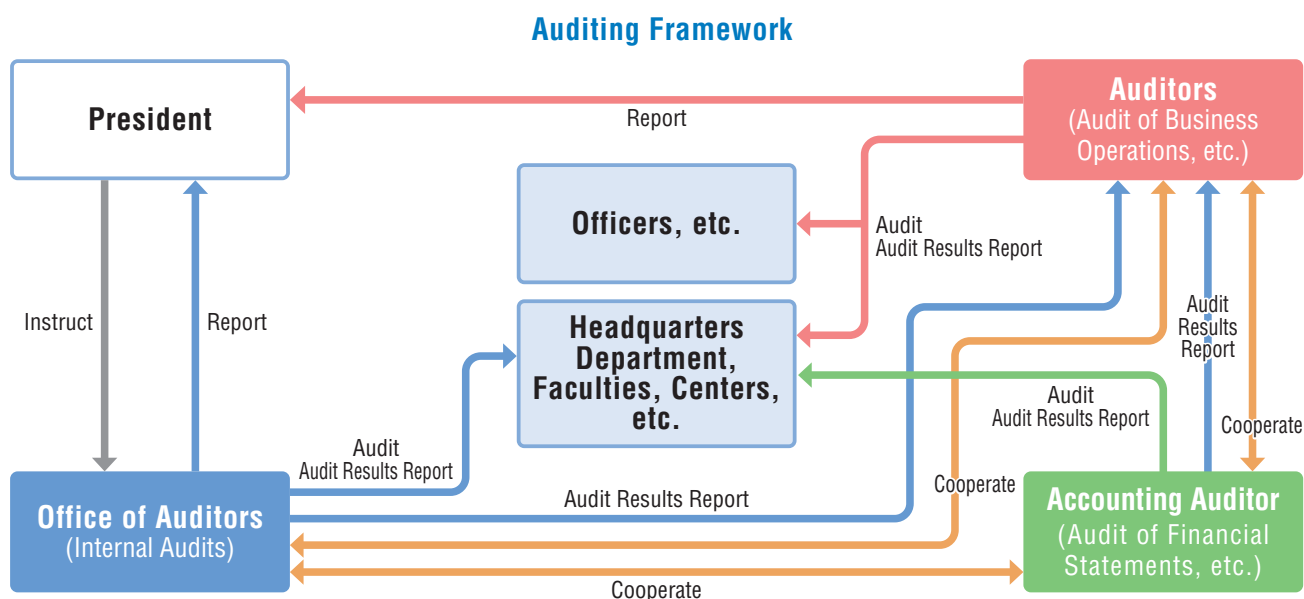 Auditing Framework
President
Report
Auditors
(Audit of Business
Operations, etc.)
Officers, etc.
Audit
Audit Results Report
Instruct
Report
Headquarters
Department,
Faculties, Centers,
etc.
Audit
Results
Report
Audit
Audit Results Report
Cooperate
Audit
Audit Results Report
Office of Auditors
(Internal Audits)
Audit Results Report
Cooperate
Accounting Auditor
(Audit of Financial
Statements, etc.)
Cooperate